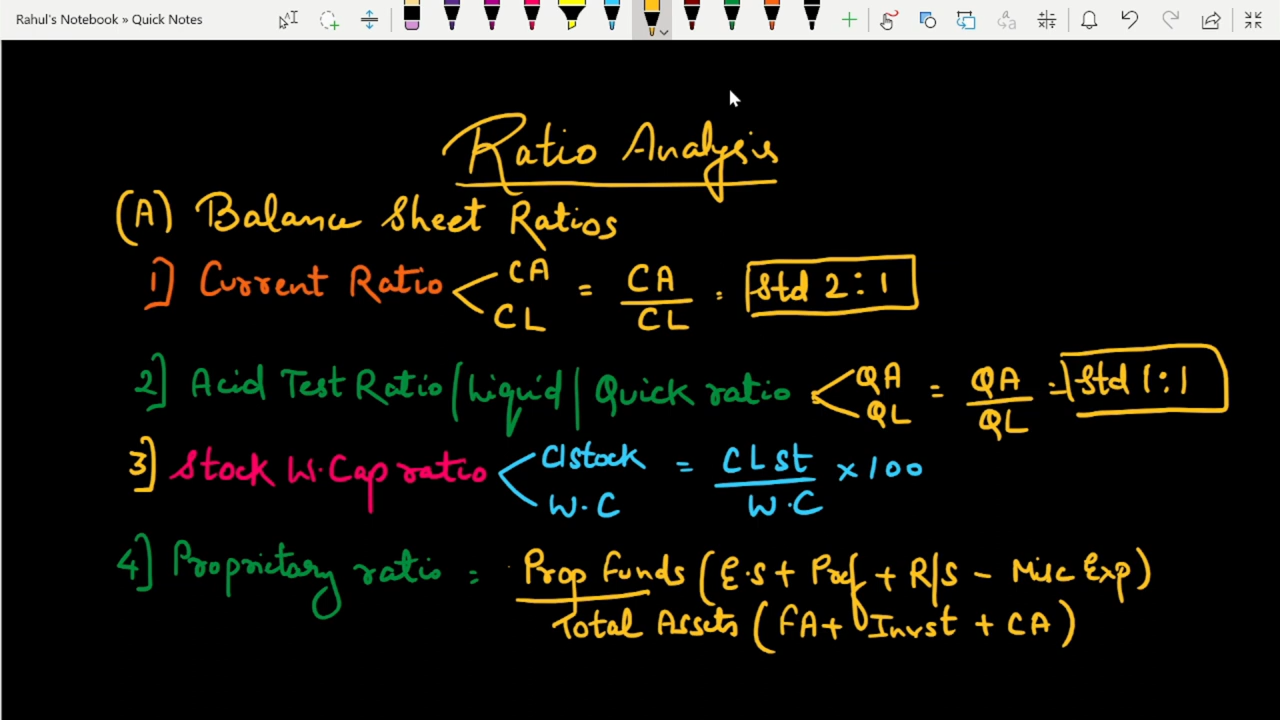 Rahul's Notebook » Quick Notes
Ratio Analysis
(A) Balance Sheet Ratios
1] Current Ratio < CA CL = CA/CL = Std 2:1
2] Acid Test Ratio/Liquid/Quick ratio < QA QL = QA/QL = Std 1:1
3] Stock W.Cap ratio < Clstock W.C = CLSt/W.C x100
4] Proprietary ratio = Prop Funds (E.S + Pref + R/S - Misc Exp)
Total Assets (FA + Invst + CA)